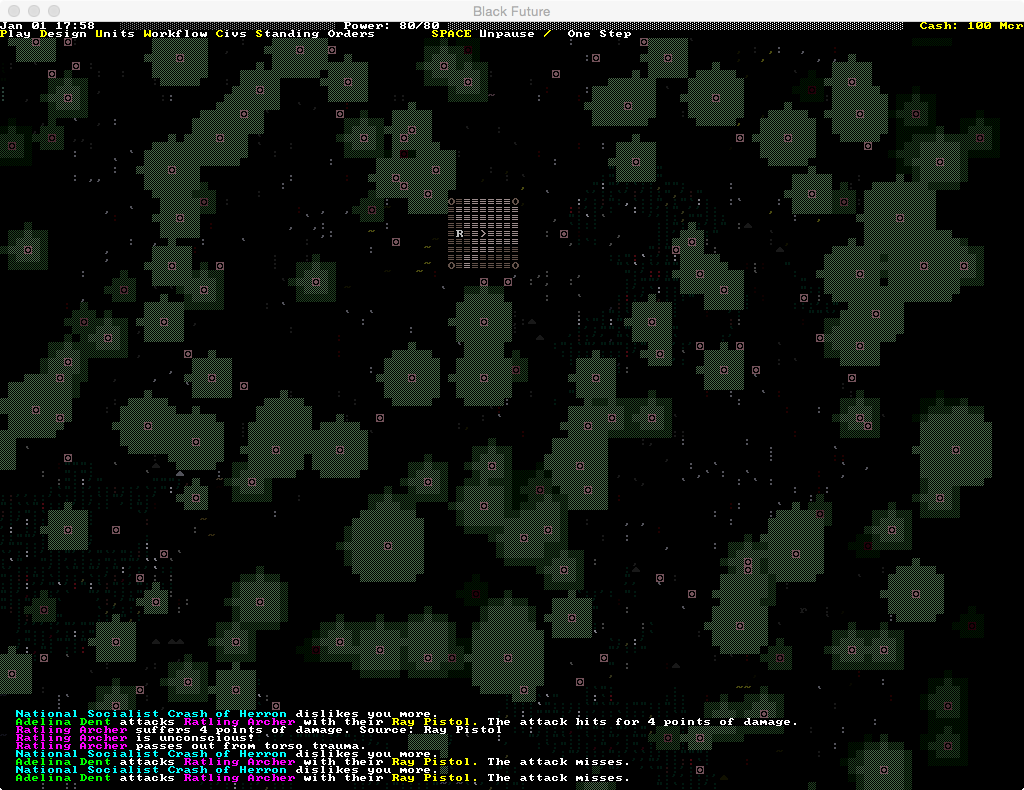 Black Future
Jan 01 17:58 Power: 80/80 Cash: 100 Mcr
Play Design Units Workflow Civs Standing Orders SPACE Unpause / One Step
R >
National Socialist Crash of Herron dislikes you more.
Adelina Dent attacks Ratling Archer with their Ray Pistol. The attack hits for 4 points of damage.
Ratling Archer suffers 4 points of damage. Source: Ray Pistol
Ratling Archer is unconscious!
Ratling Archer passes out from torso trauma.
National Socialist Crash of Herron dislikes you more.
Adelina Dent attacks Ratling Archer with their Ray Pistol. The attack misses.
National Socialist Crash of Herron dislikes you more.
Adelina Dent attacks Ratling Archer with their Ray Pistol. The attack misses.